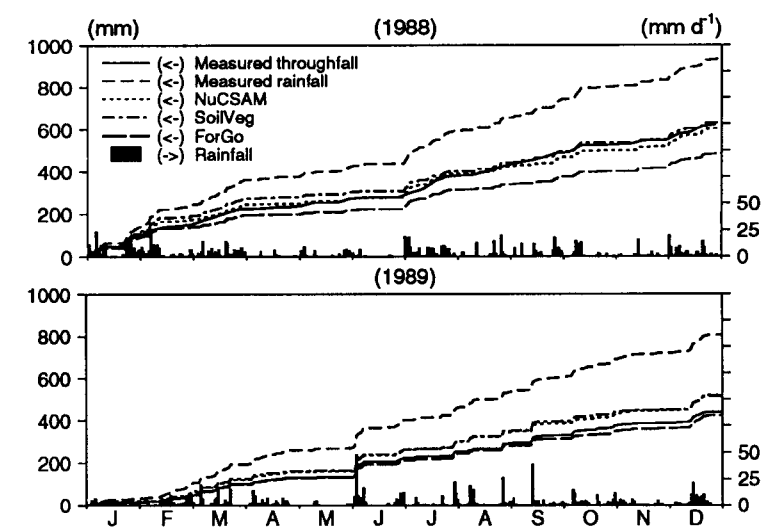 (mm) (1988) (mm d⁻¹)
1000
(<-) Measured throughfall
(<-) Measured rainfall
800
(<-) NuCSAM
(<-) SoilVeg
600
(<-) ForGo
(->) Rainfall
400
200 50
25
0 0
(1989)
1000
800
600
400
200 50
25
0 0
J F M A M J J A S O N D